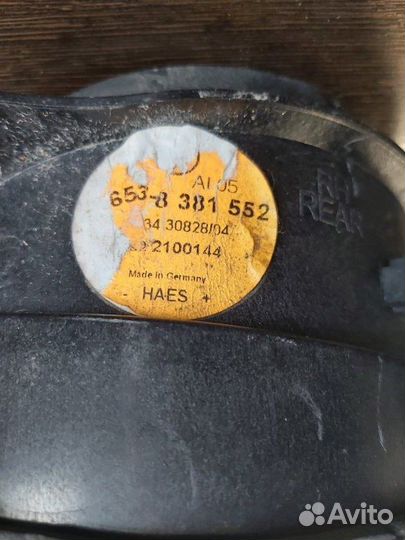 AI 05
653-8 381 552
34 30828/04
2100144
Made in Germany
- HAES +
RH
REAR
Avito